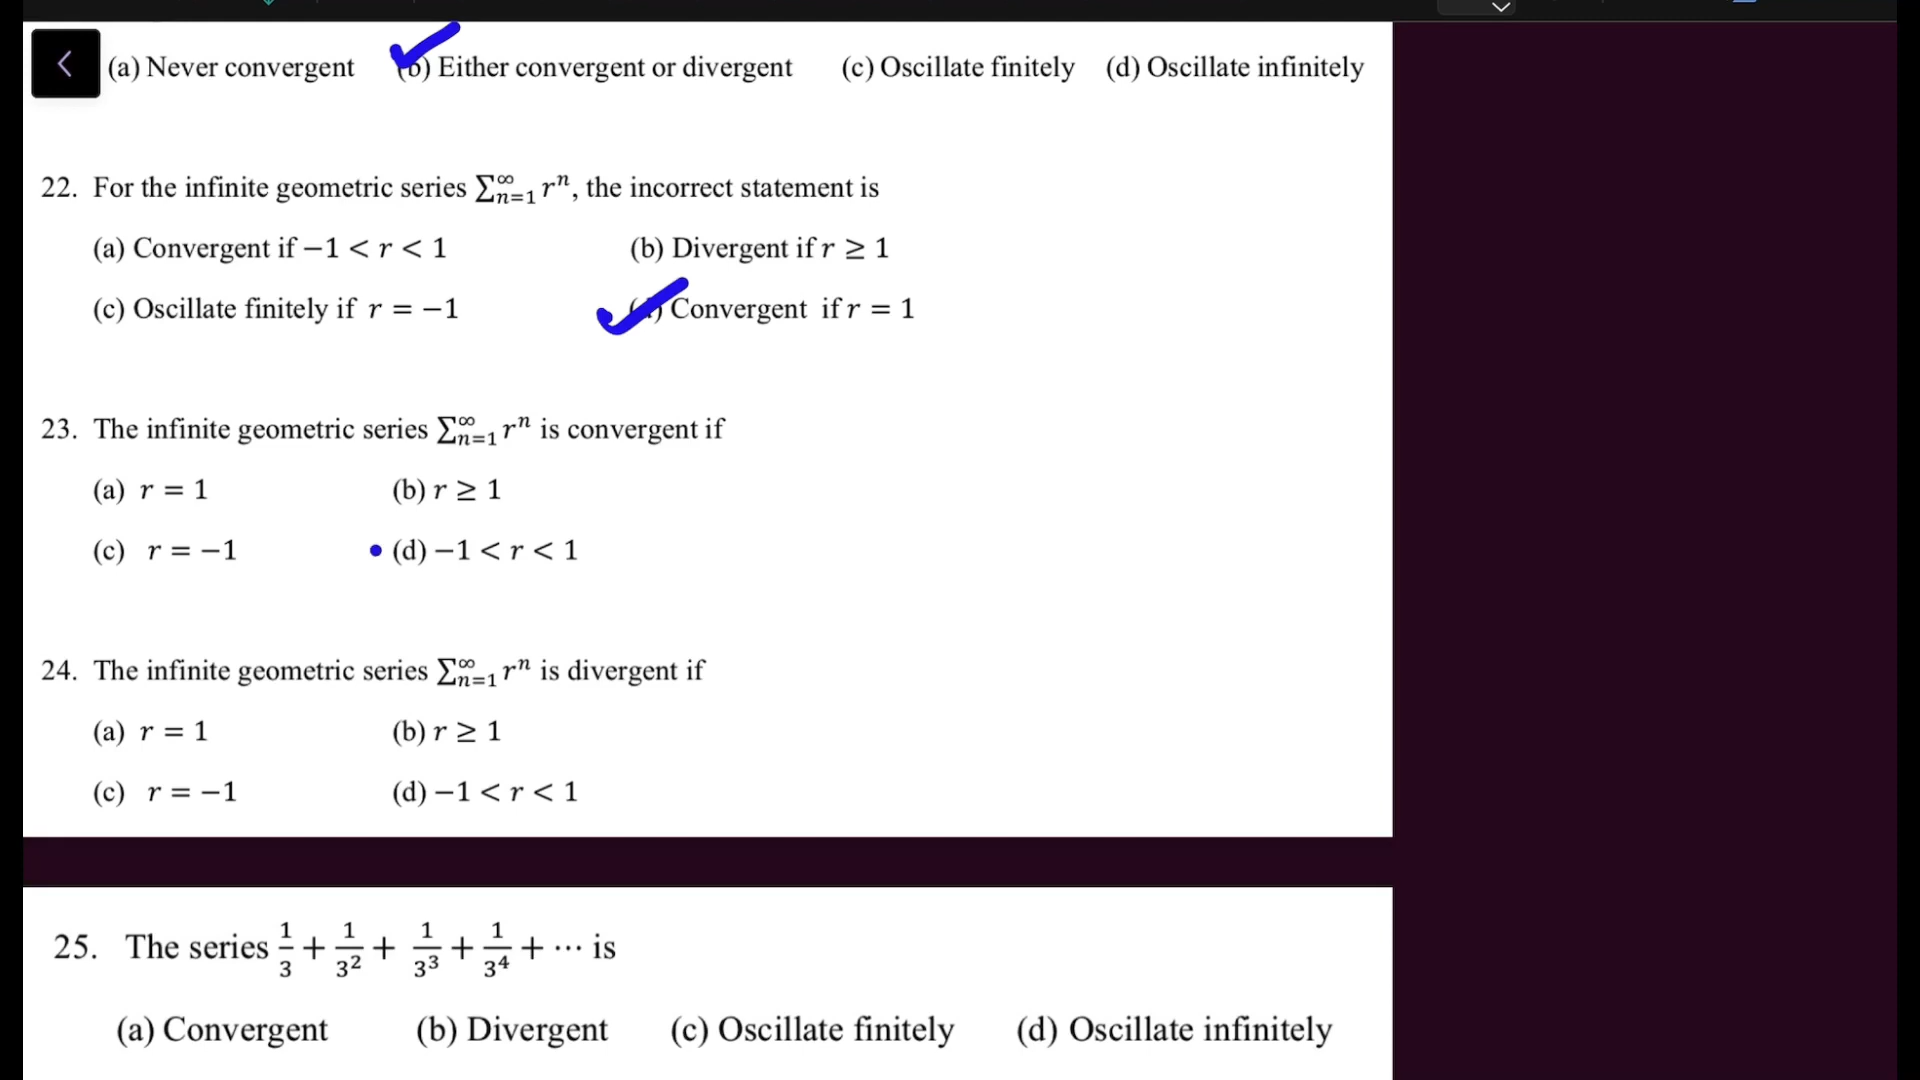 (a) Never convergent (b) Either convergent or divergent (c) Oscillate finitely (d) Oscillate infinitely
22. For the infinite geometric series ∑_{n=1}^{∞} rⁿ, the incorrect statement is
(a) Convergent if −1 < r < 1 (b) Divergent if r ≥ 1
(c) Oscillate finitely if r = −1 (d) Convergent if r = 1
23. The infinite geometric series ∑_{n=1}^{∞} rⁿ is convergent if
(a) r = 1 (b) r ≥ 1
(c) r = −1 (d) −1 < r < 1
24. The infinite geometric series ∑_{n=1}^{∞} rⁿ is divergent if
(a) r = 1 (b) r ≥ 1
(c) r = −1 (d) −1 < r < 1
25. The series 1/3 + 1/3² + 1/3³ + 1/3⁴ + ⋯ is
(a) Convergent (b) Divergent (c) Oscillate finitely (d) Oscillate infinitely